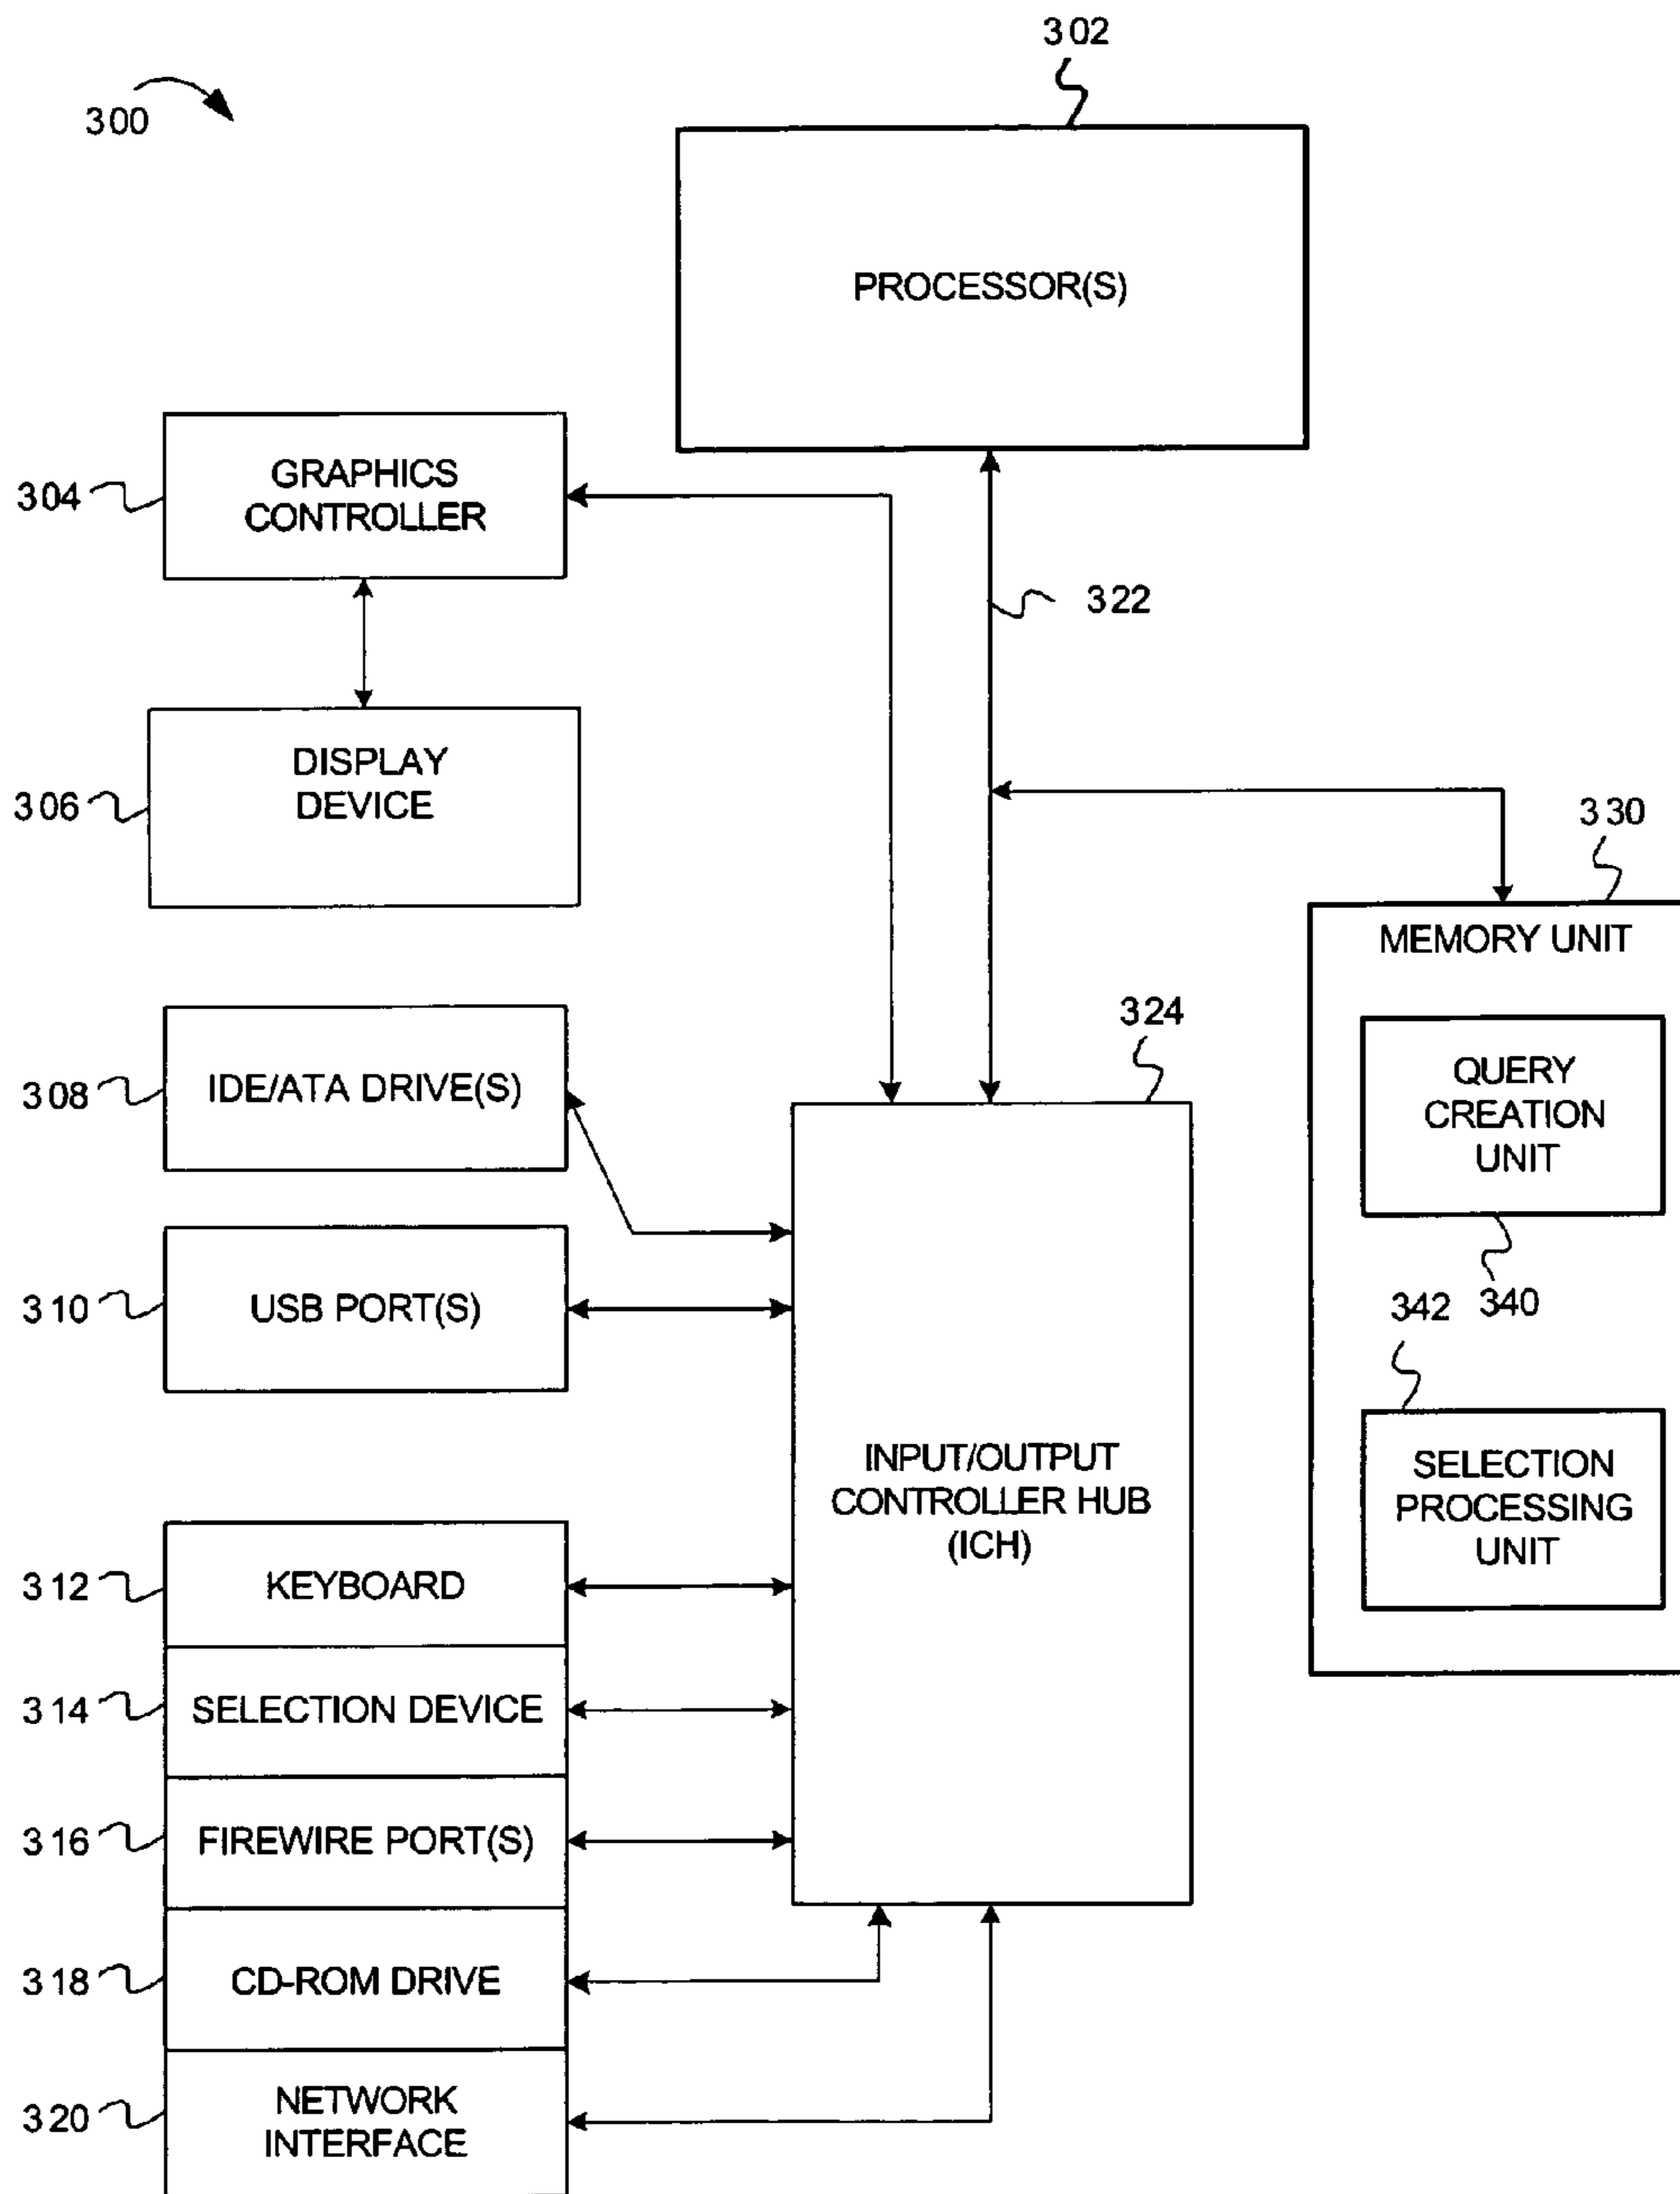 302
300
PROCESSOR(S)
GRAPHICS
CONTROLLER
304
322
DISPLAY
DEVICE
306
330
MEMORY UNIT
324
IDE/ATA DRIVE(S)
308
QUERY
CREATION
UNIT
340
USB PORT(S)
310
342
INPUT/OUTPUT
CONTROLLER HUB
(ICH)
SELECTION
PROCESSING
UNIT
312
KEYBOARD
314
SELECTION DEVICE
316
FIREWIRE PORT(S)
318
CD-ROM DRIVE
320
NETWORK
INTERFACE